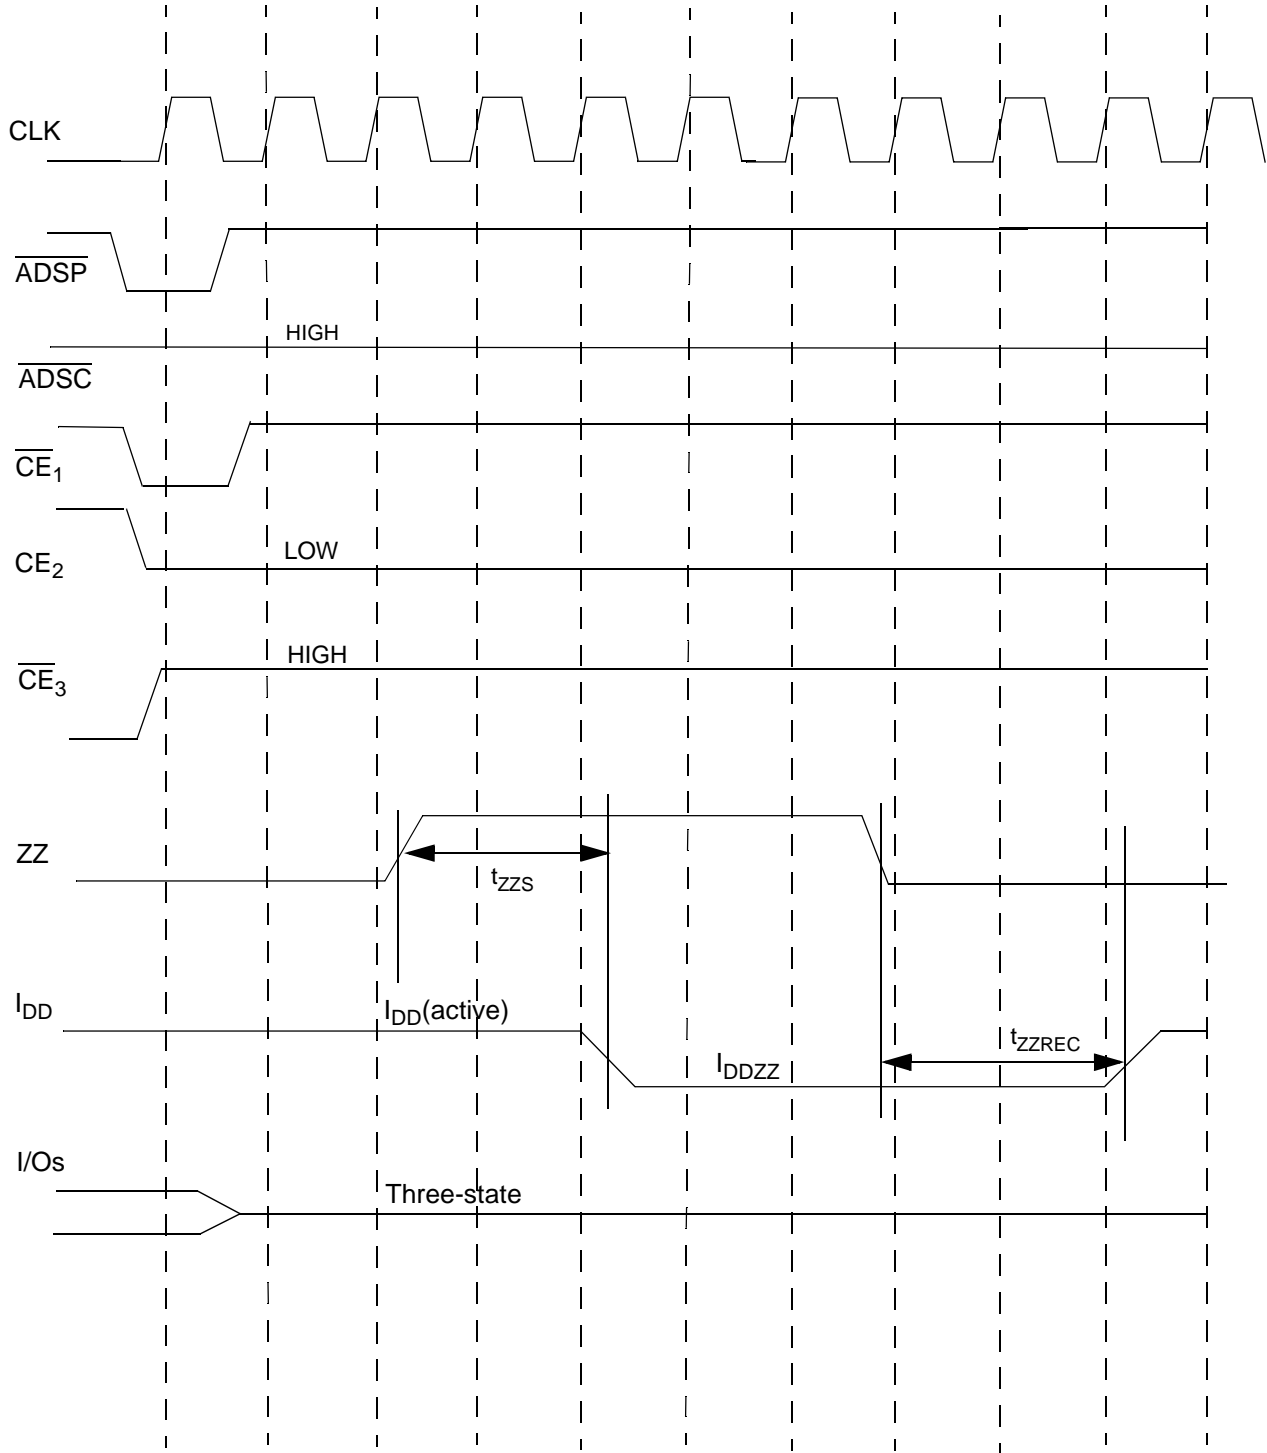 CLK
ADSP
HIGH
ADSC
CE1
LOW
CE2
HIGH
CE3
ZZ
tZZS
IDD
IDD(active)
tZZREC
IDDZZ
I/Os
Three-state